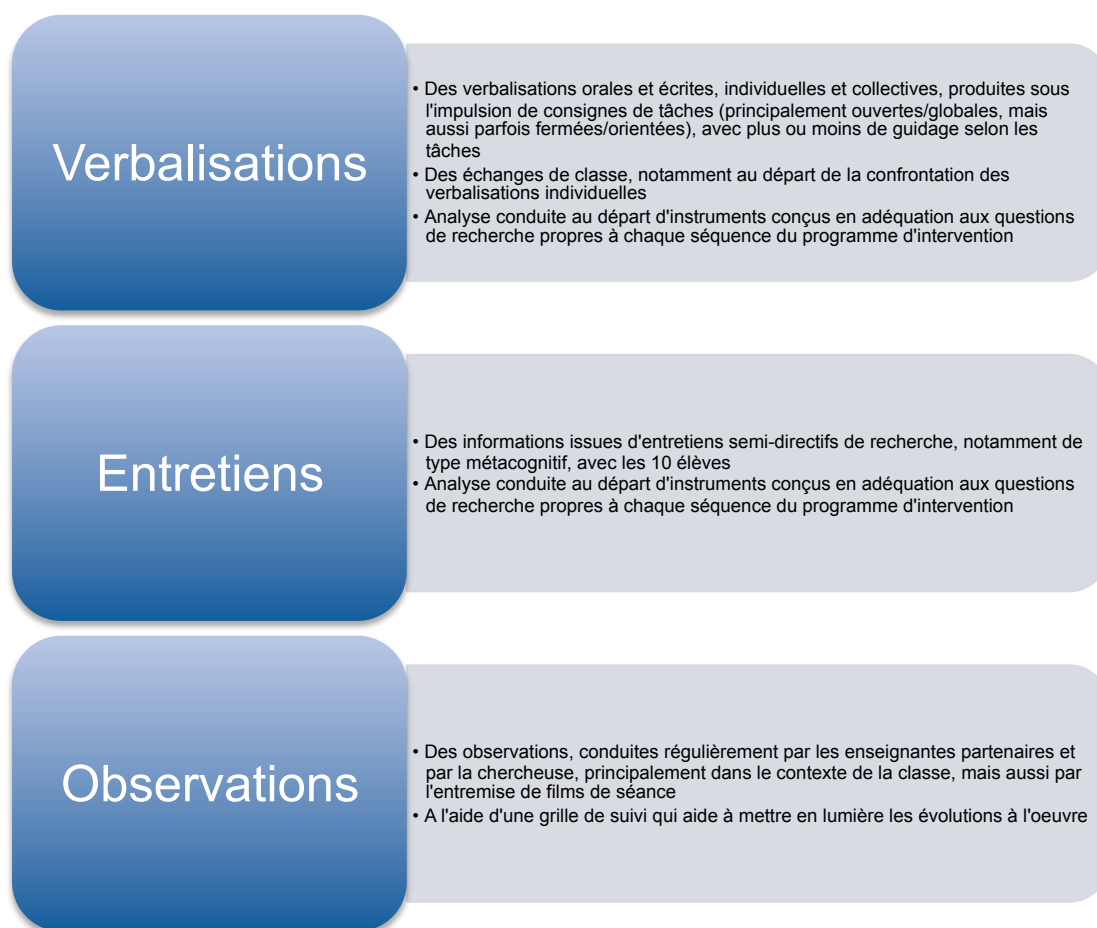 Verbalisations
• Des verbalisations orales et écrites, individuelles et collectives, produites sous
l'impulsion de consignes de tâches (principalement ouvertes/globales, mais
aussi parfois fermées/orientées), avec plus ou moins de guidage selon les
tâches
• Des échanges de classe, notamment au départ de la confrontation des
verbalisations individuelles
• Analyse conduite au départ d'instruments conçus en adéquation aux questions
de recherche propres à chaque séquence du programme d'intervention
Entretiens
• Des informations issues d'entretiens semi-directifs de recherche, notamment de
type métacognitif, avec les 10 élèves
• Analyse conduite au départ d'instruments conçus en adéquation aux questions
de recherche propres à chaque séquence du programme d'intervention
Observations
• Des observations, conduites régulièrement par les enseignantes partenaires et
par la chercheuse, principalement dans le contexte de la classe, mais aussi par
l'entremise de films de séance
• A l'aide d'une grille de suivi qui aide à mettre en lumière les évolutions à l'oeuvre